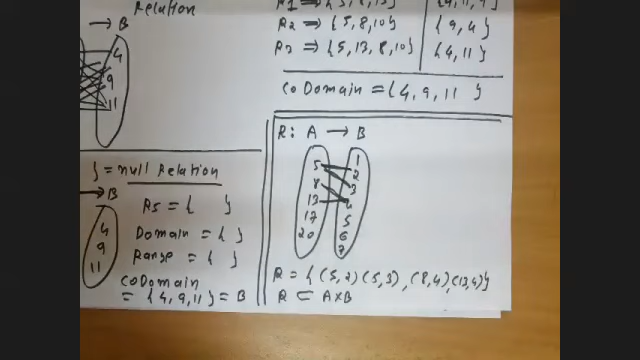 Relation
→ B
4
9
11
R2 ⇒ {5,8,10}
{9,4}
R3 ⇒ {5,13,8,10}
{4,11}
CoDomain = {4, 9, 11 }
} = null Relation
→ B
4
9
11
R5 = { }
Domain = { }
Range = { }
CoDomain
= {4,9,11} = B
R: A → B
5
8
13
17
20
1
2
3
4
5
6
7
R = { (5,2) (5,3) , (8,4), (13,4)}
R ⊂ A×B